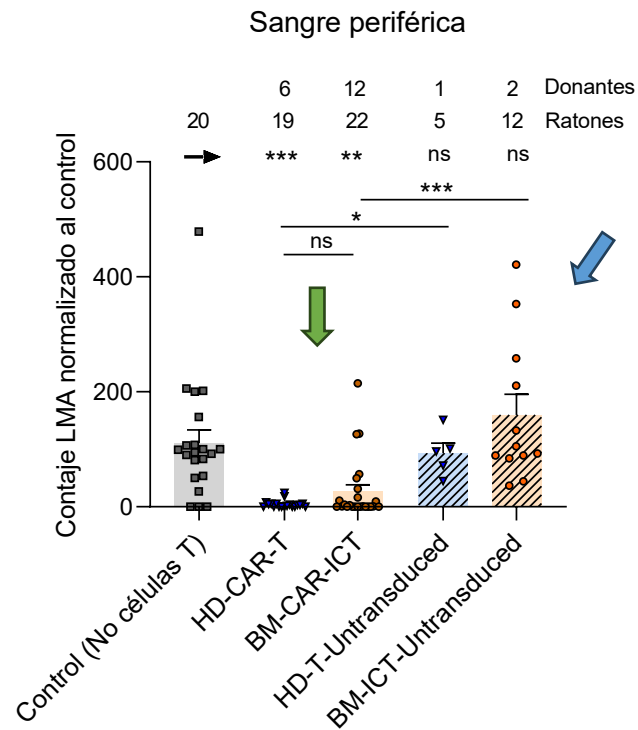 Sangre periférica
6 12 1 2 Donantes
20 19 22 5 12 Ratones
*** ** ns ns
***
*
ns
Contaje LMA normalizado al control
600
400
200
0
Control (No células T)
HD-CAR-T
BM-CAR-ICT
HD-T-Untransduced
BM-ICT-Untransduced